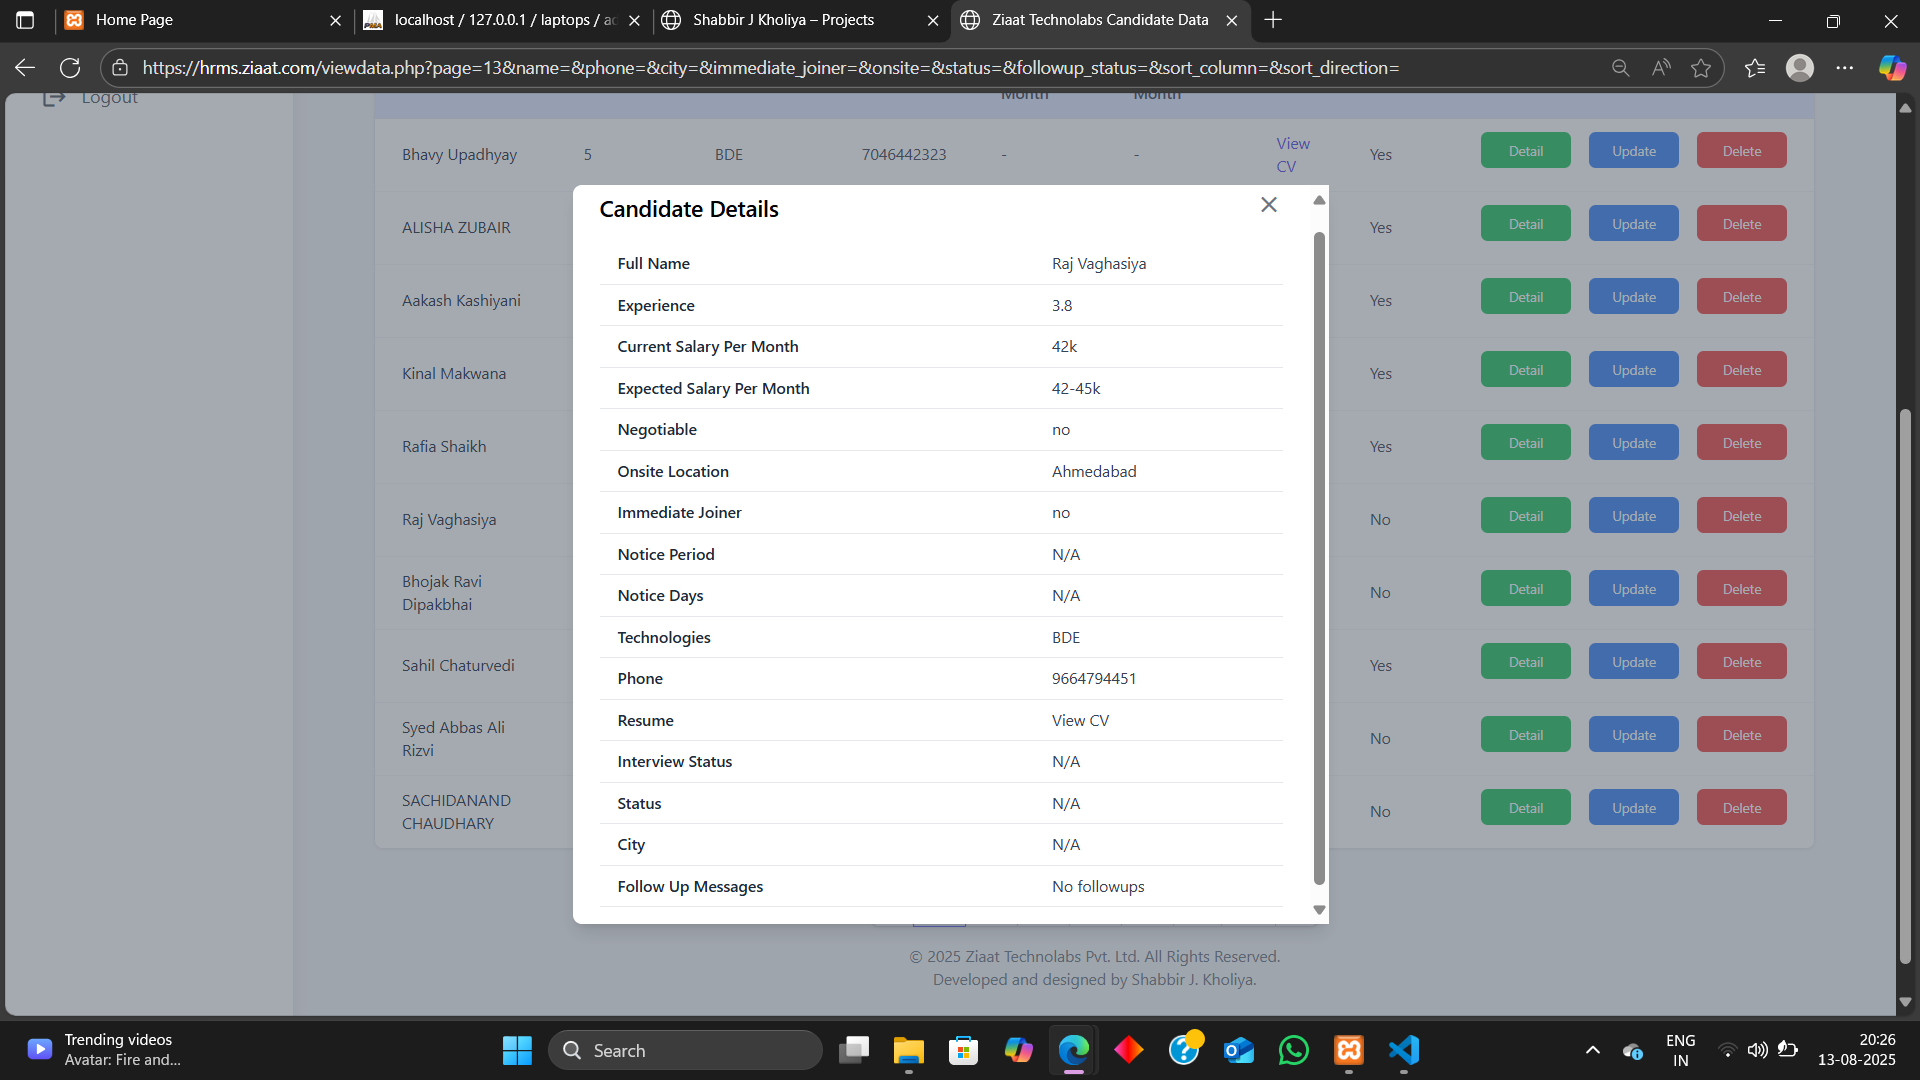 Home Page
localhost / 127.0.0.1 / laptops / ac
Shabbir J Kholiya – Projects
Ziaat Technolabs Candidate Data
https://hrms.ziaat.com/viewdata.php?page=13&name=&phone=&city=&immediate_joiner=&onsite=&status=&followup_status=&sort_column=&sort_direction=
Logout
Month Month
Bhavy Upadhyay 5 BDE 7046442323 - - View CV Yes Detail Update Delete
ALISHA ZUBAIR Yes Detail Update Delete
Aakash Kashiyani Yes Detail Update Delete
Kinal Makwana Yes Detail Update Delete
Rafia Shaikh Yes Detail Update Delete
Raj Vaghasiya No Detail Update Delete
Bhojak Ravi Dipakbhai No Detail Update Delete
Sahil Chaturvedi Yes Detail Update Delete
Syed Abbas Ali Rizvi No Detail Update Delete
SACHIDANAND CHAUDHARY No Detail Update Delete
Candidate Details
Full Name Raj Vaghasiya
Experience 3.8
Current Salary Per Month 42k
Expected Salary Per Month 42-45k
Negotiable no
Onsite Location Ahmedabad
Immediate Joiner no
Notice Period N/A
Notice Days N/A
Technologies BDE
Phone 9664794451
Resume View CV
Interview Status N/A
Status N/A
City N/A
Follow Up Messages No followups
© 2025 Ziaat Technolabs Pvt. Ltd. All Rights Reserved.
Developed and designed by Shabbir J. Kholiya.
Trending videos
Avatar: Fire and...
Search
ENG
IN
20:26
13-08-2025